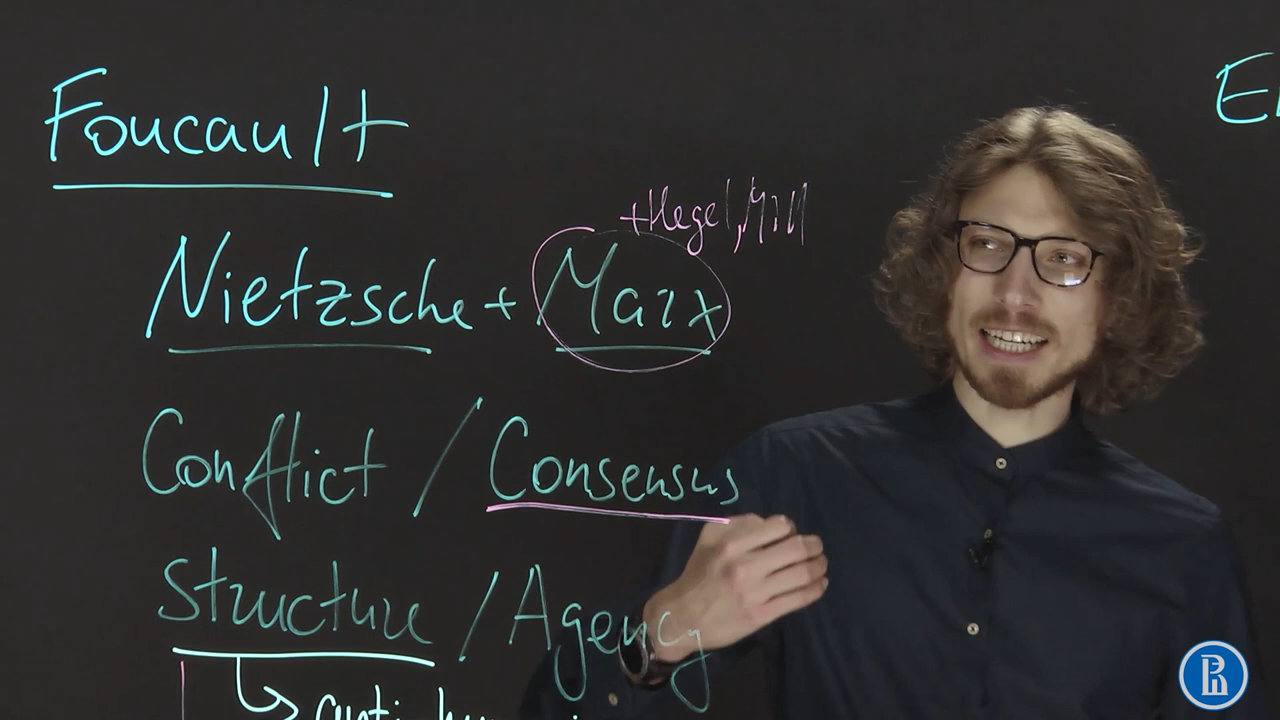 Foucault
+Hegel, Mill
Nietzsche + Marx
Conflict / Consensus
Structure / Agency